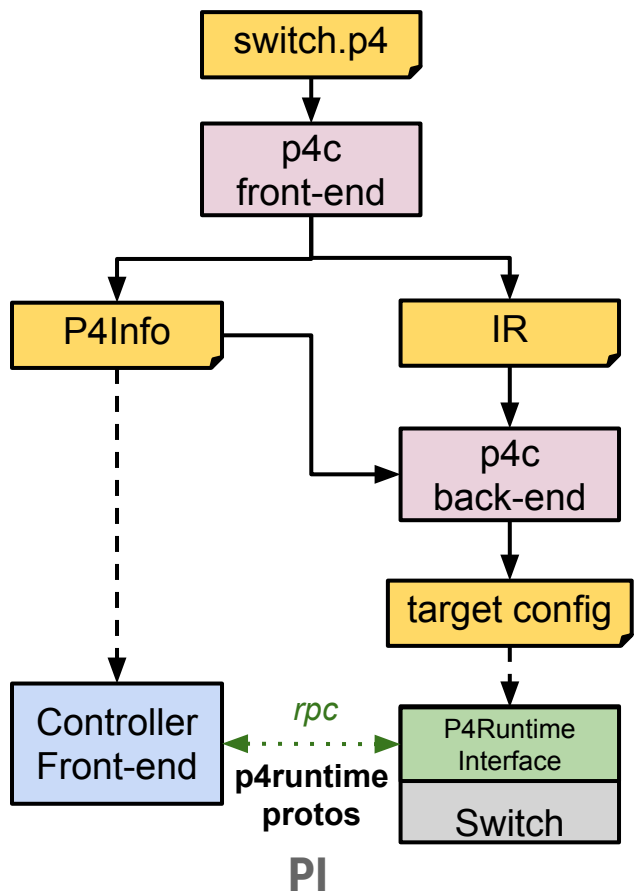 switch.p4
p4c
front-end
P4Info
IR
p4c
back-end
target config
Controller
Front-end
rpc
p4runtime
protos
P4Runtime
Interface
Switch
PI